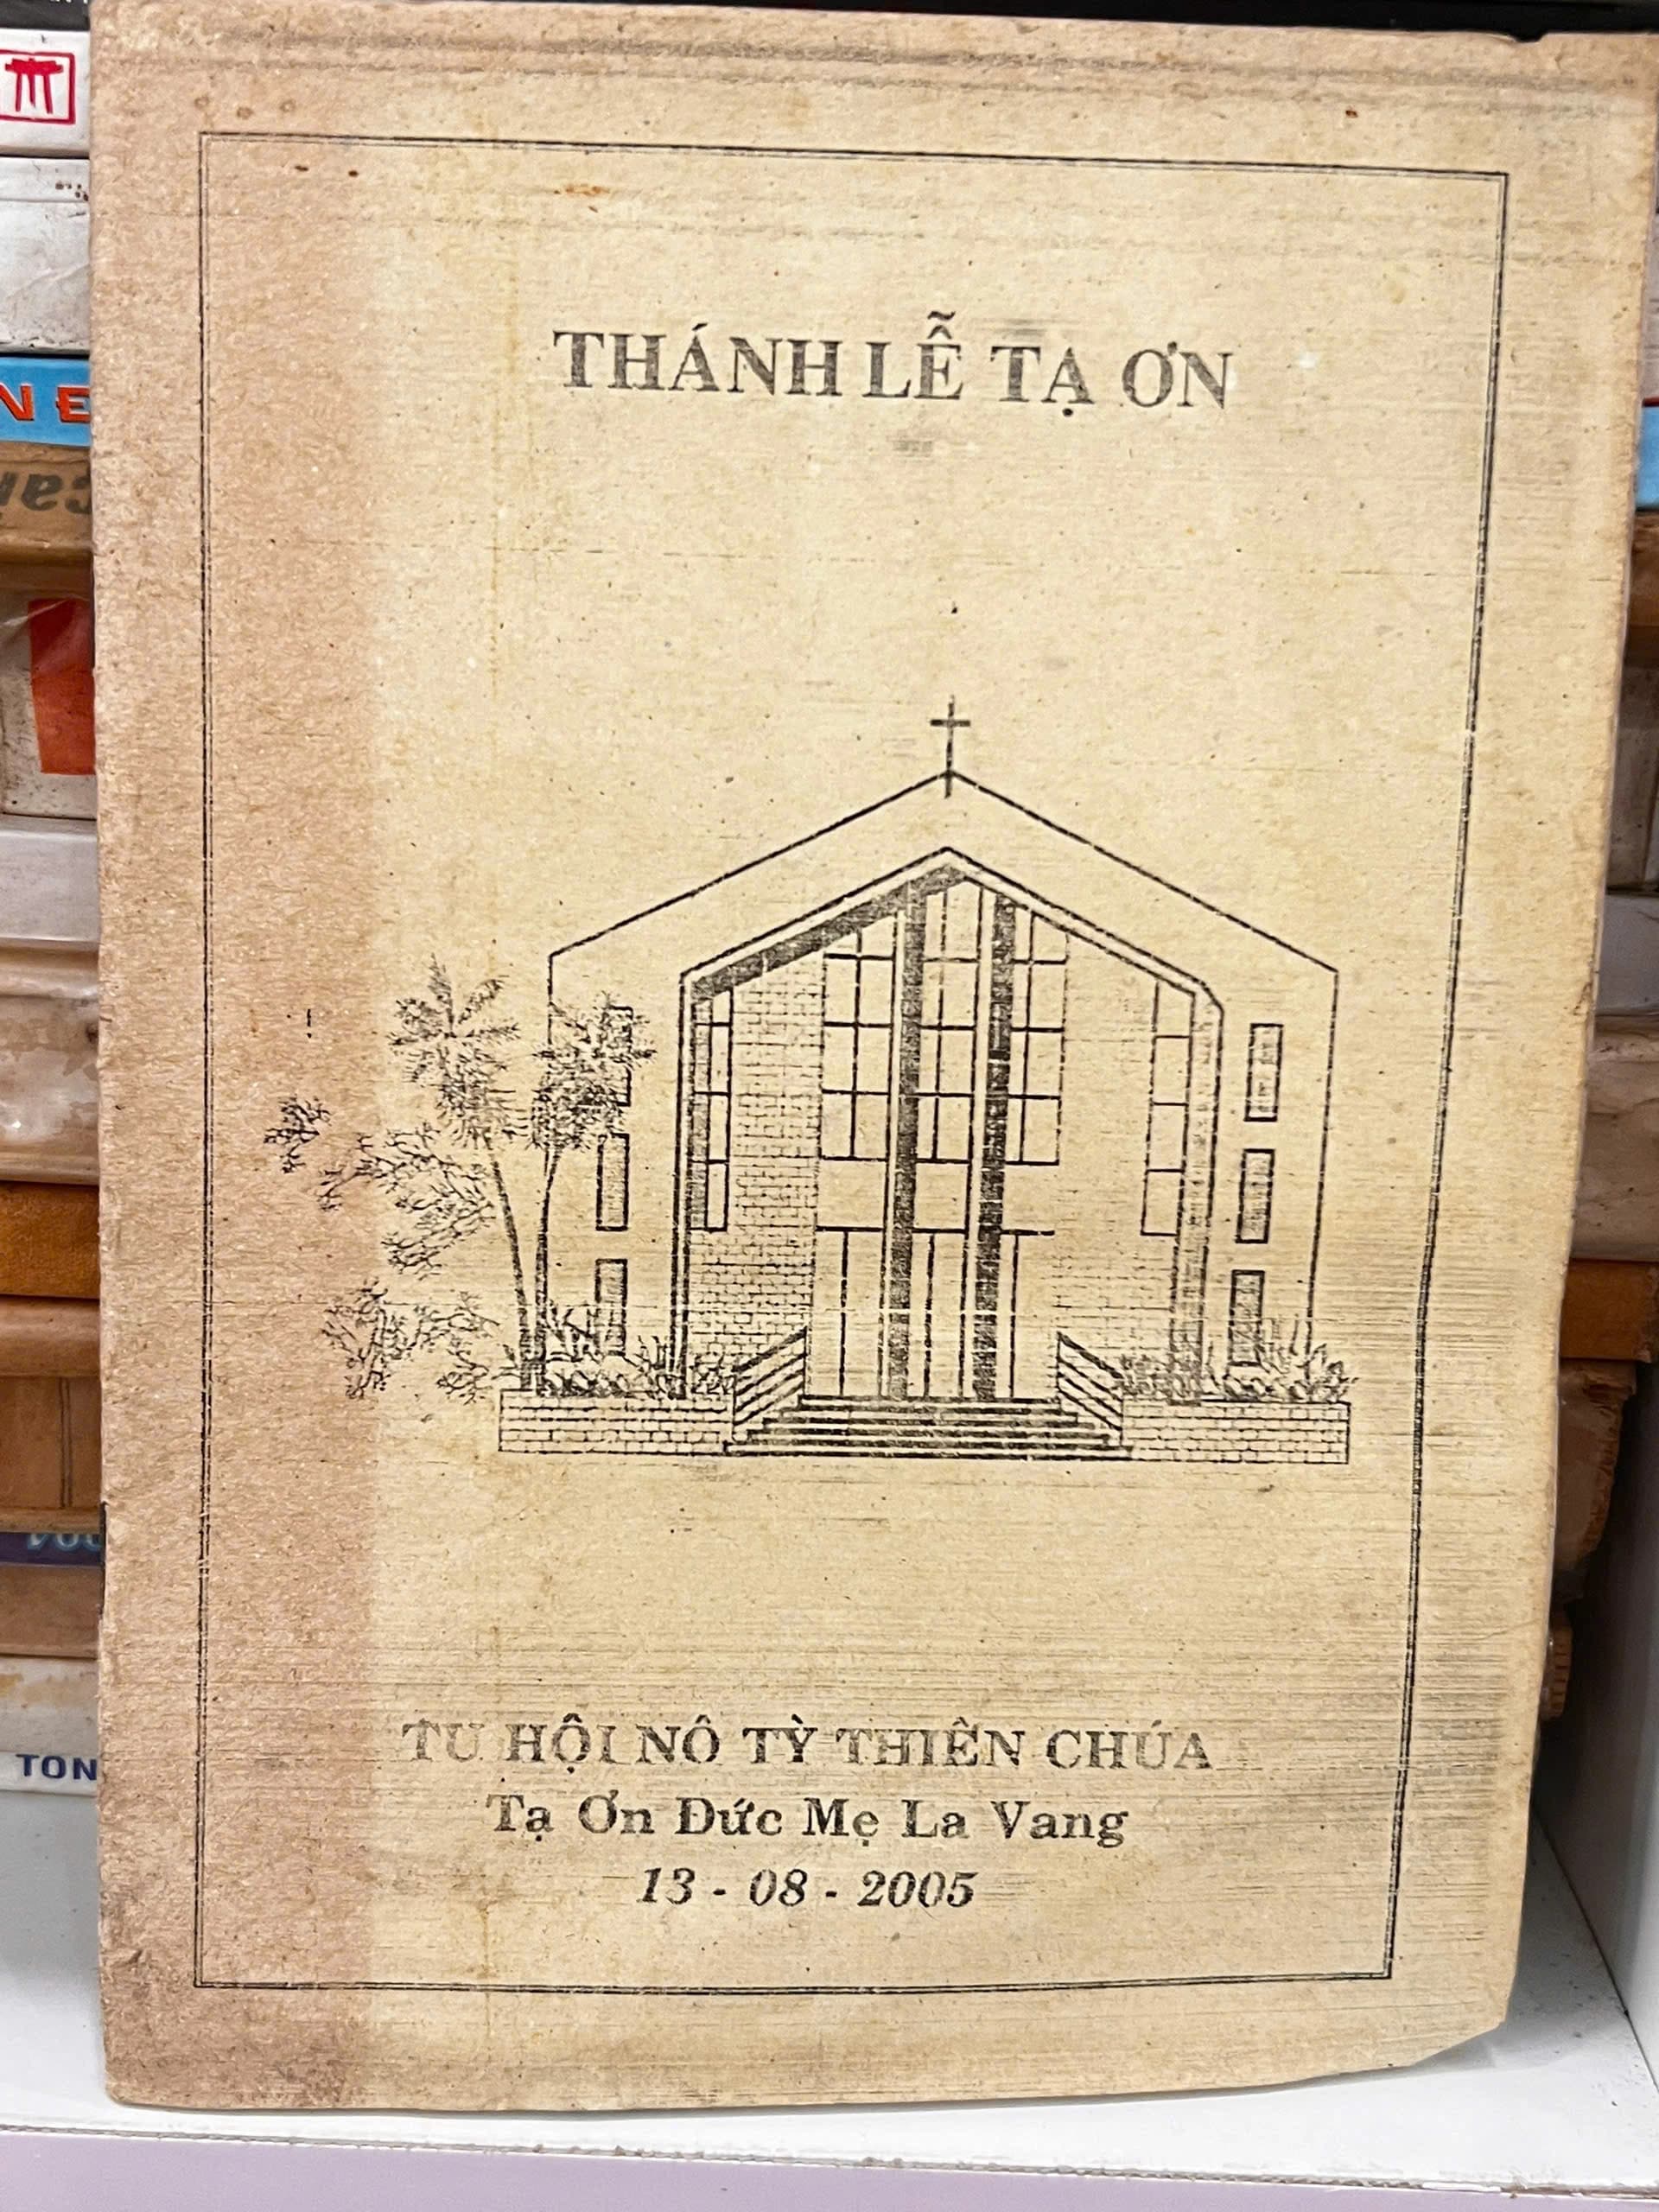 THÁNH LỄ TẠ ƠN
TU HỘI NÔ TỲ THIÊN CHÚA
Tạ Ơn Đức Mẹ La Vang
13 - 08 - 2005
TON